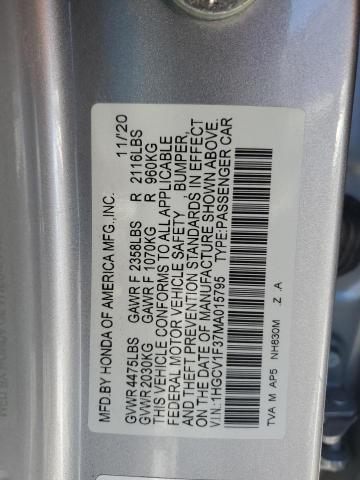 MFD.BY HONDA OF AMERICA MFG.,INC. 11/20
GVWR 4475LBS GAWR F 2358LBS R 2116LBS
GVWR 2030KG GAWR F 1070KG R 960KG
THIS VEHICLE CONFORMS TO ALL APPLICABLE
FEDERAL MOTOR VEHICLE SAFETY , BUMPER,
AND THEFT PREVENTION STANDARDS IN EFFECT
ON THE DATE OF MANUFACTURE SHOWN ABOVE.
V.I.N.:1HGCV1F37MA015795 TYPE:PASSENGER CAR
TVA M AP5 NH830M .Z .A